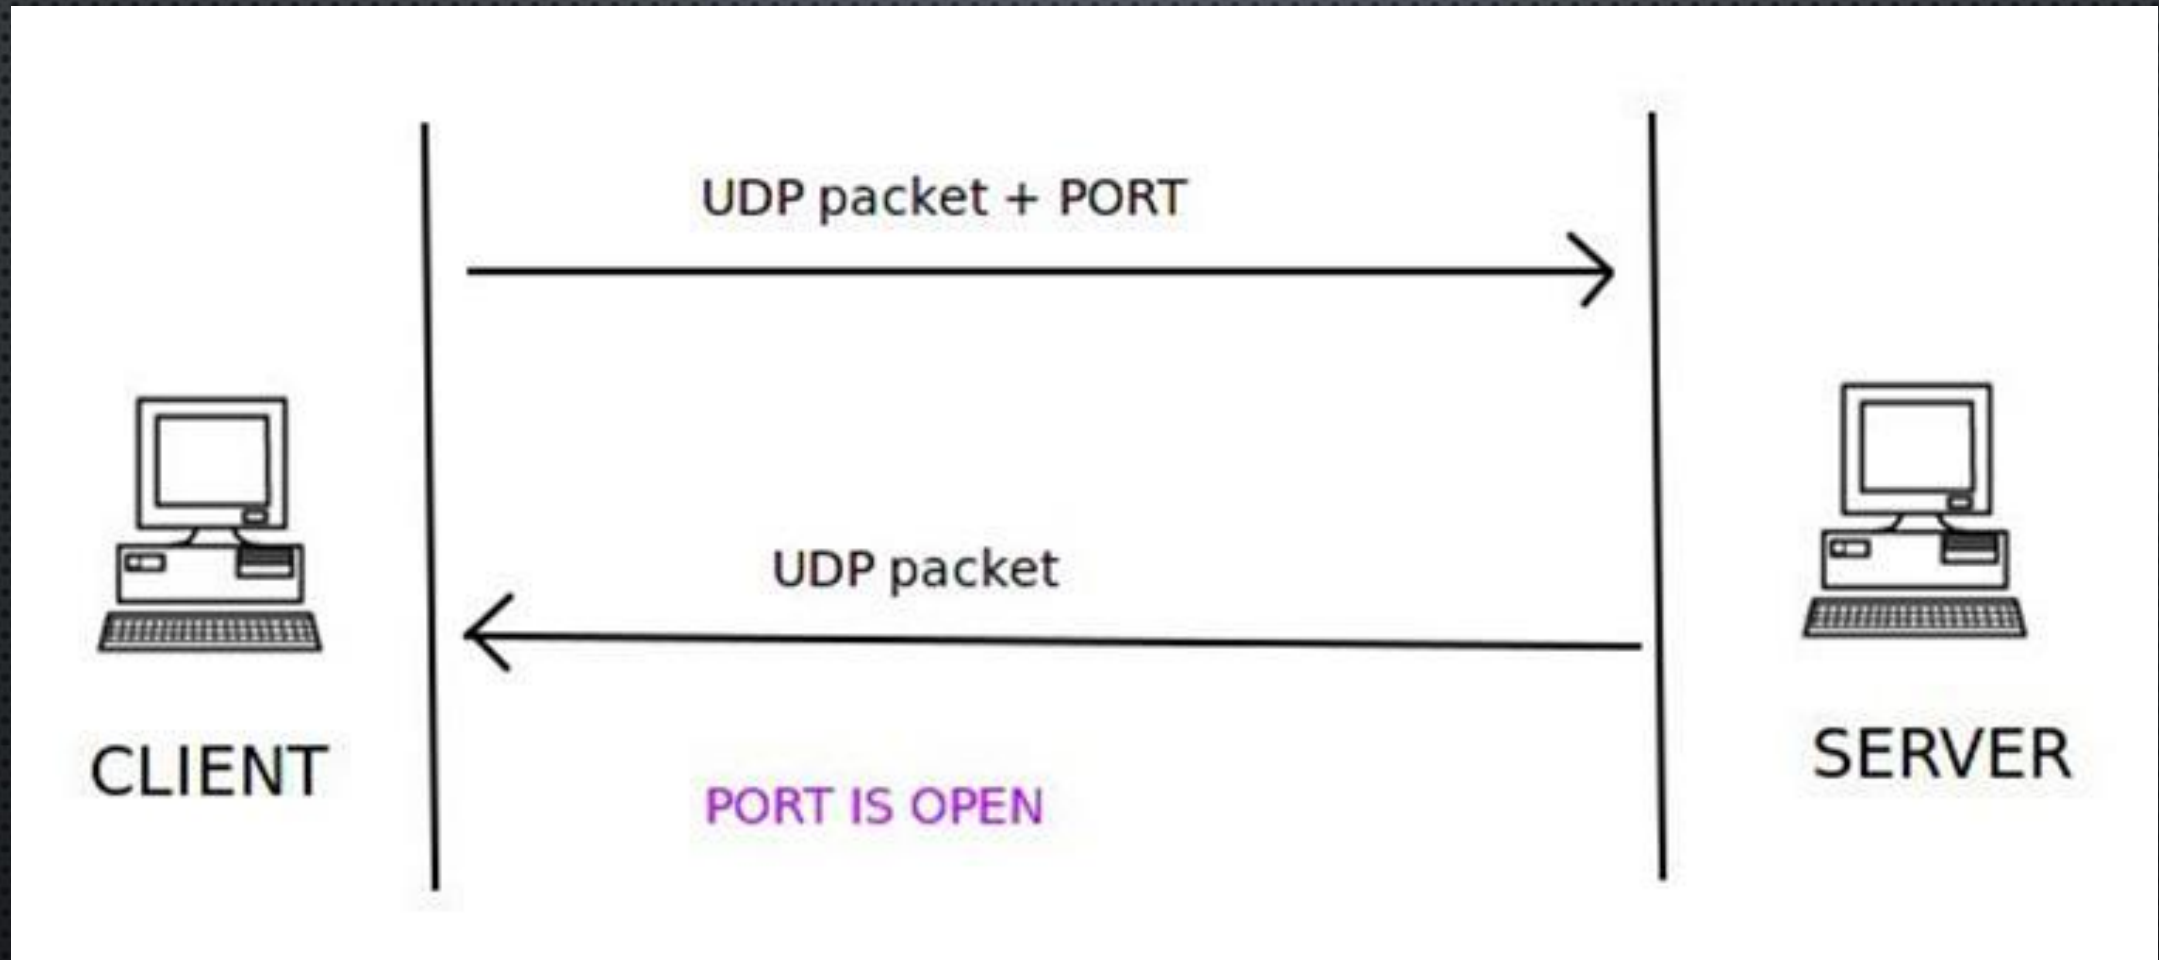 UDP packet + PORT
UDP packet
CLIENT
SERVER
PORT IS OPEN